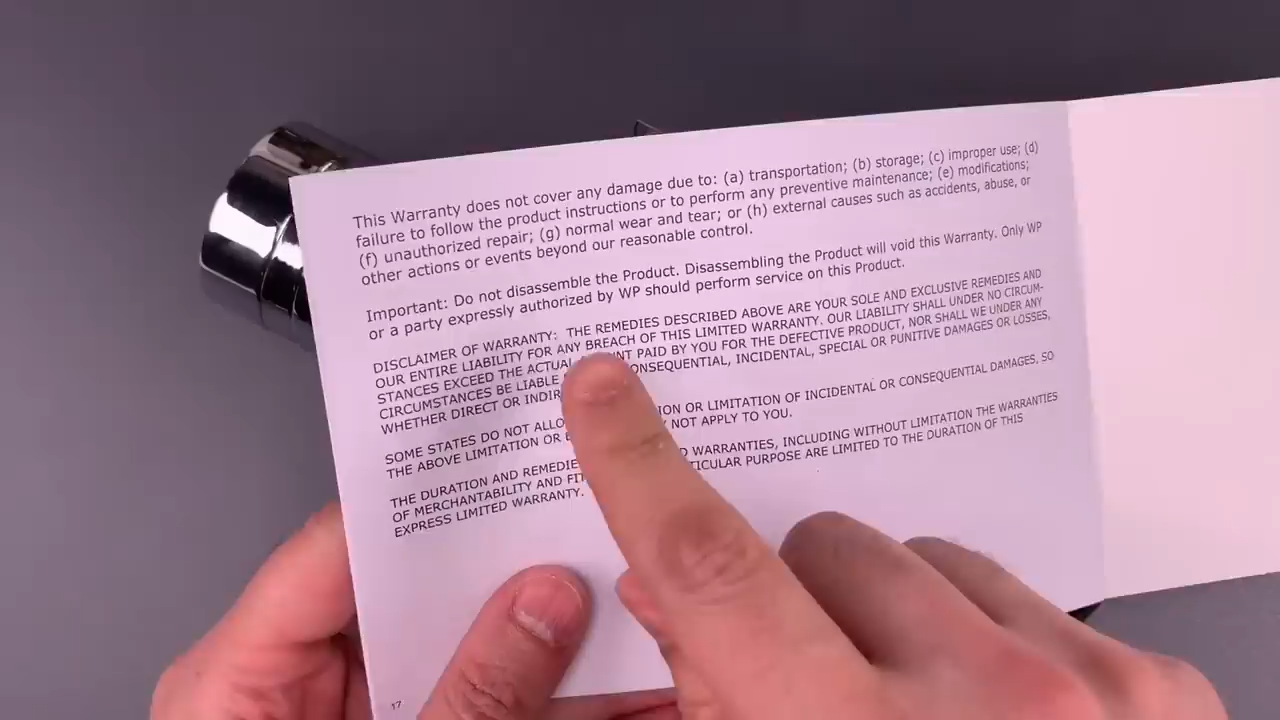 This Warranty does not cover any damage due to: (a) transportation; (b) storage; (c) improper use; (d)
failure to follow the product instructions or to perform any preventive maintenance; (e) modifications;
(f) unauthorized repair; (g) normal wear and tear; or (h) external causes such as accidents, abuse, or
other actions or events beyond our reasonable control.
Important: Do not disassemble the Product. Disassembling the Product will void this Warranty. Only WP
or a party expressly authorized by WP should perform service on this Product.
DISCLAIMER OF WARRANTY: THE REMEDIES DESCRIBED ABOVE ARE YOUR SOLE AND EXCLUSIVE REMEDIES AND
OUR ENTIRE LIABILITY FOR ANY BREACH OF THIS LIMITED WARRANTY. OUR LIABILITY SHALL UNDER NO CIRCUM-
STANCES EXCEED THE ACTUAL PAID BY YOU FOR THE DEFECTIVE PRODUCT, NOR SHALL WE UNDER ANY
CIRCUMSTANCES BE LIABLE CONSEQUENTIAL, INCIDENTAL, SPECIAL OR PUNITIVE DAMAGES OR LOSSES,
WHETHER DIRECT OR
SOME STATES DO NOT OR LIMITATION OF INCIDENTAL OR CONSEQUENTIAL DAMAGES, SO
THE ABOVE LIMITATION OR NOT APPLY TO YOU.
THE DURATION AND WARRANTIES, INCLUDING WITHOUT LIMITATION THE WARRANTIES
OF MERCHANTABILITY AND PURPOSE ARE LIMITED TO THE DURATION OF THIS
EXPRESS LIMITED WARRANTY.
17